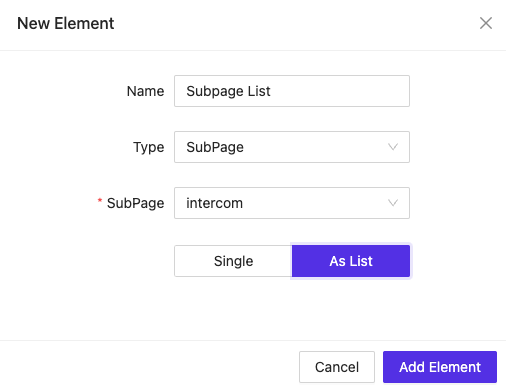 New Element
Name Subpage List
Type SubPage
* SubPage intercom
Single As List
Cancel Add Element